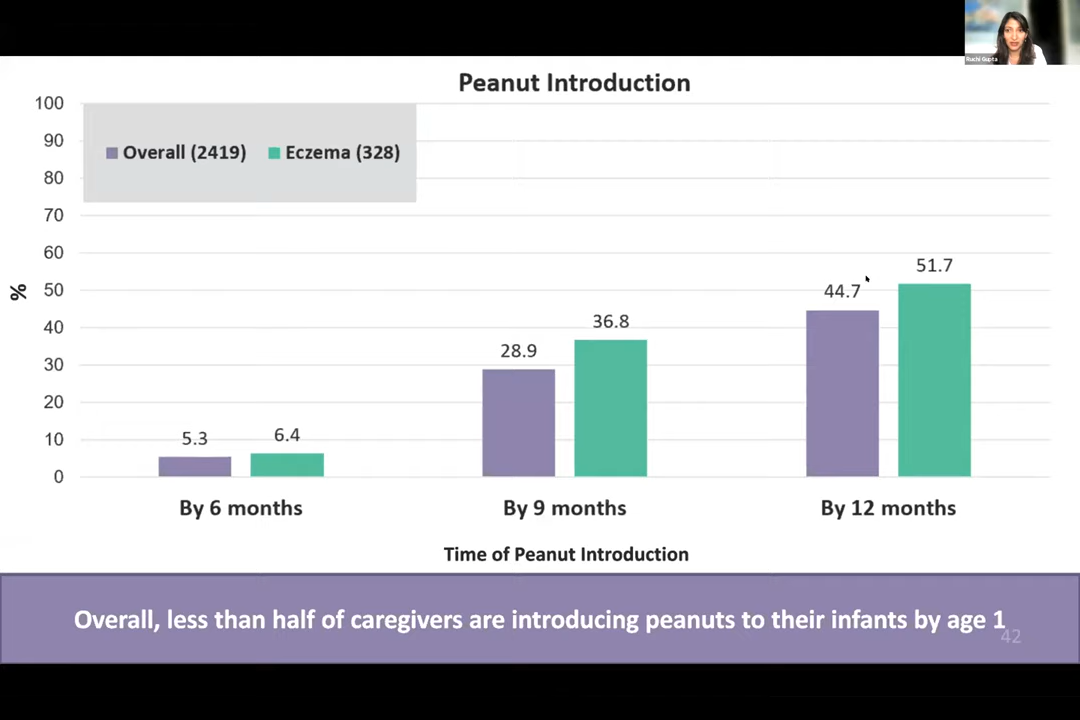 Ruchi Gupta
Peanut Introduction
100
90
80
70
60
50
40
30
20
10
0
%
Overall (2419) Eczema (328)
5.3
6.4
28.9
36.8
44.7
51.7
By 6 months
By 9 months
By 12 months
Time of Peanut Introduction
Overall, less than half of caregivers are introducing peanuts to their infants by age 1
42